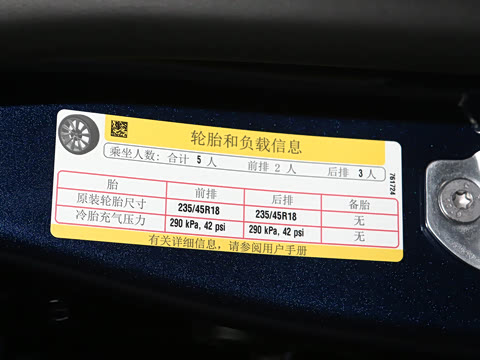 轮胎和负载信息
乘坐人数: 合计 5 人 前排 2 人 后排 3 人
胎 前排 后排 备胎
原装轮胎尺寸 235/45R18 235/45R18 无
冷胎充气压力 290 kPa, 42 psi 290 kPa, 42 psi 无
有关详细信息, 请参阅用户手册
761724